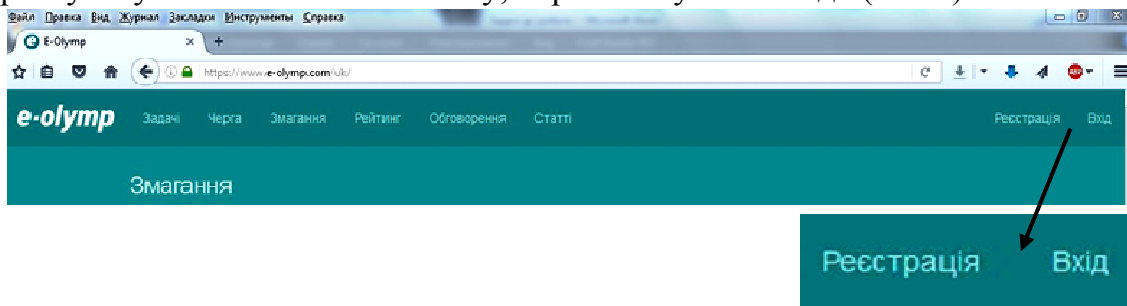 Файл Правка Вид Журнал Закладки Инструменты Справка
E-Olymp
https://www.e-olymp.com/uk/
e-olymp Задачі Черга Змагання Рейтинг Обговорення Статті Реєстрація Вхід
Змагання
Реєстрація Вхід